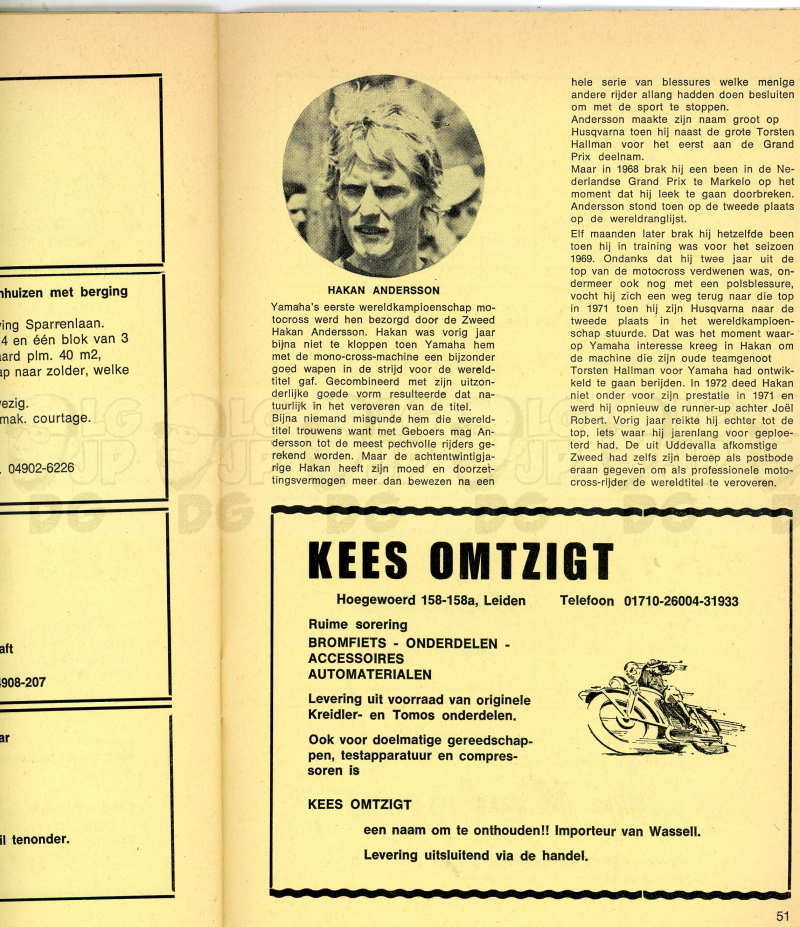 nhuizen met berging
ving Sparrenlaan.
4 en één blok van 3
aard plm. 40 m2,
ap naar zolder, welke
vezig.
mak. courtage.
. 04902-6226
aft
4908-207
ar
il tenonder.
HAKAN ANDERSSON
Yamaha's eerste wereldkampioenschap mo-
tocross werd hen bezorgd door de Zweed
Hakan Andersson. Hakan was vorig jaar
bijna niet te kloppen toen Yamaha hem
met de mono-cross-machine een bijzonder
goed wapen in de strijd voor de wereld-
titel gaf. Gecombineerd met zijn uitzon-
derlijke goede vorm resulteerde dat na-
tuurlijk in het veroveren van de titel.
Bijna niemand misgunde hem die wereld-
titel trouwens want met Geboers mag An-
dersson tot de meest pechvolle rijders ge-
rekend worden. Maar de achtentwintigja-
rige Hakan heeft zijn moed en doorzet-
tingsvermogen meer dan bewezen na een
hele serie van blessures welke menige
andere rijder allang hadden doen besluiten
om met de sport te stoppen.
Andersson maakte zijn naam groot op
Husqvarna toen hij naast de grote Torsten
Hallman voor het eerst aan de Grand
Prix deelnam.
Maar in 1968 brak hij een been in de Ne-
derlandse Grand Prix te Markelo op het
moment dat hij leek te gaan doorbreken.
Andersson stond toen op de tweede plaats
op de wereldranglijst.
Elf maanden later brak hij hetzelfde been
toen hij in training was voor het seizoen
1969. Ondanks dat hij twee jaar uit de
top van de motocross verdwenen was, on-
dermeer ook nog met een polsblessure,
vocht hij zich een weg terug naar die top
in 1971 toen hij zijn Husqvarna naar de
tweede plaats in het wereldkampioen-
schap stuurde. Dat was het moment waar-
op Yamaha interesse kreeg in Hakan om
de machine die zijn oude teamgenoot
Torsten Hallman voor Yamaha had ontwik-
keld te gaan berijden. In 1972 deed Hakan
niet onder voor zijn prestatie in 1971 en
werd hij opnieuw de runner-up achter Joël
Robert. Vorig jaar reikte hij echter tot de
top, iets waar hij jarenlang voor geploe-
terd had. De uit Uddevalla afkomstige
Zweed had zelfs zijn beroep als postbode
eraan gegeven om als professionele moto-
cross-rijder de wereldtitel te veroveren.
KEES OMTZIGT
Hoegewoerd 158-158a, Leiden Telefoon 01710-26004-31933
Ruime sorering
BROMFIETS - ONDERDELEN -
ACCESSOIRES
AUTOMATERIALEN
Levering uit voorraad van originele
Kreidler- en Tomos onderdelen.
Ook voor doelmatige gereedschap-
pen, testapparatuur en compres-
soren is
KEES OMTZIGT
een naam om te onthouden!! Importeur van Wassell.
Levering uitsluitend via de handel.
51